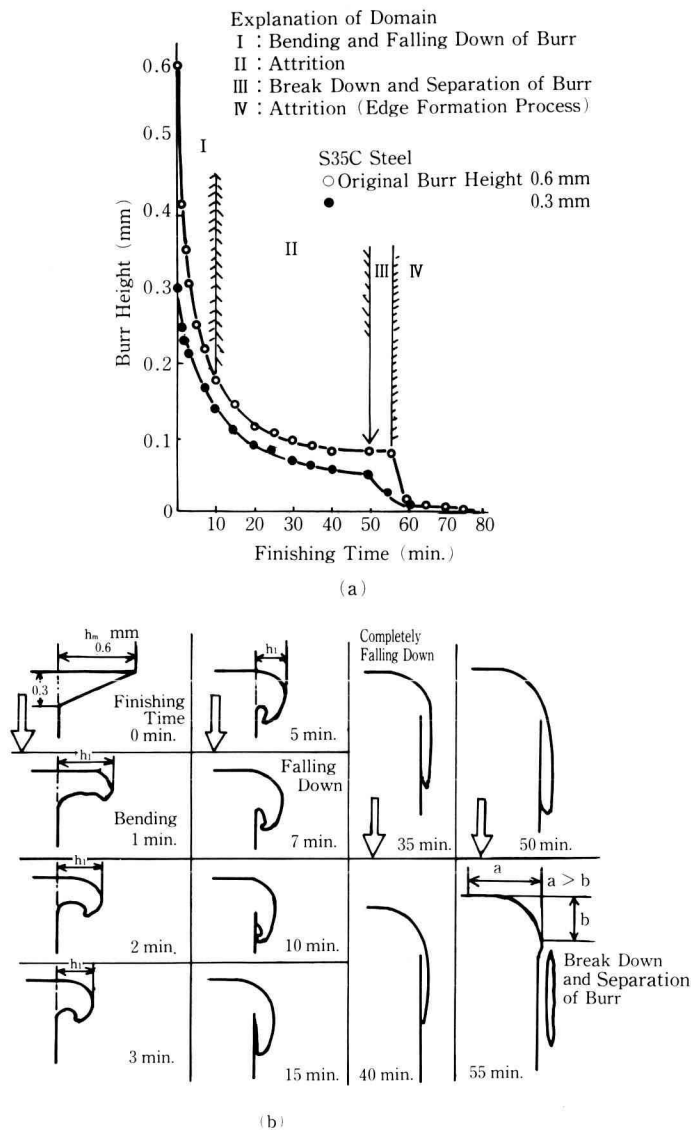 Explanation of Domain
I : Bending and Falling Down of Burr
II : Attrition
III : Break Down and Separation of Burr
IV : Attrition (Edge Formation Process)
S35C Steel
○ Original Burr Height 0.6 mm
● 0.3 mm
I
II
III
IV
Burr Height (mm)
0.6
0.5
0.4
0.3
0.2
0.1
0
10 20 30 40 50 60 70 80
Finishing Time (min.)
(a)
hm mm
0.6
0.3
Finishing
Time
0 min.
h1
5 min.
Completely
Falling Down
35 min.
50 min.
h1
Bending
1 min.
Falling
Down
7 min.
h1
2 min.
10 min.
h1
3 min.
15 min.
40 min.
a
a > b
b
Break Down
and Separation
of Burr
55 min.
(b)